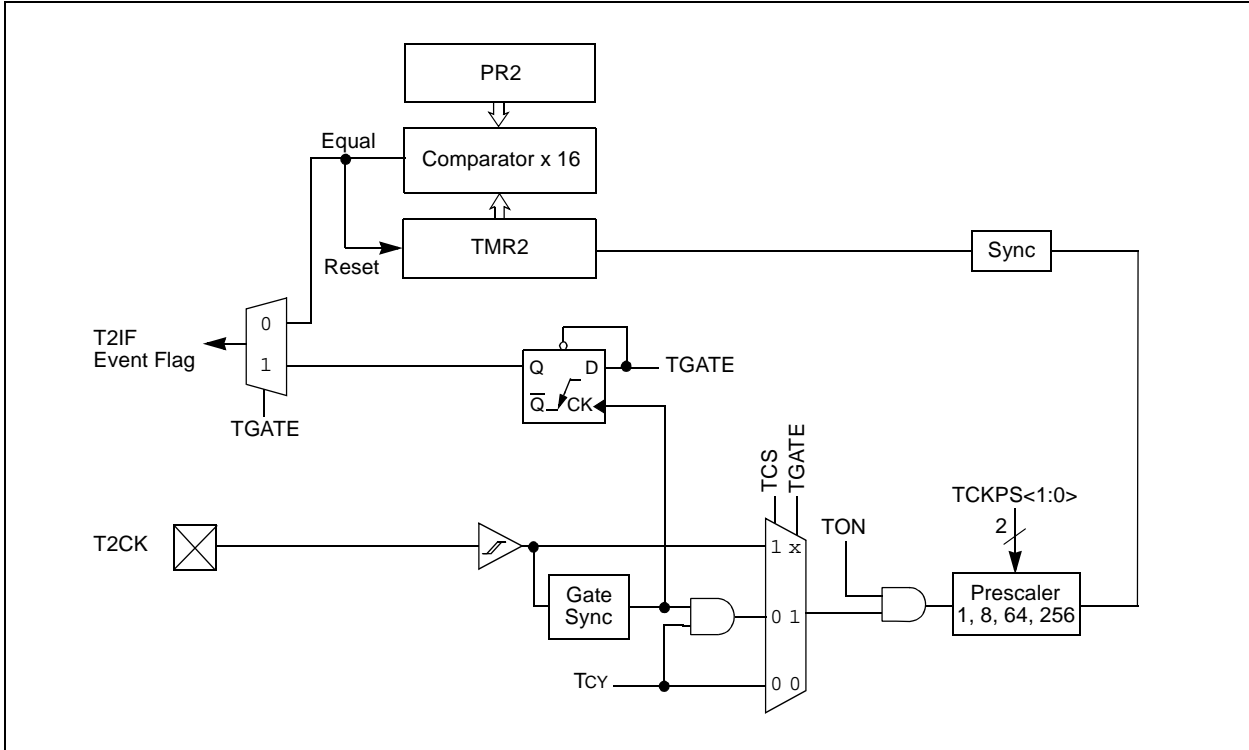 PR2
Equal
Comparator x 16
TMR2
Reset
Sync
T2IF
Event Flag
0
1
TGATE
Q
D
Q̅
CK
TGATE
TCS
TGATE
TCKPS<1:0>
2
T2CK
TON
1 x
Gate
Sync
0 1
Prescaler
1, 8, 64, 256
TCY
0 0